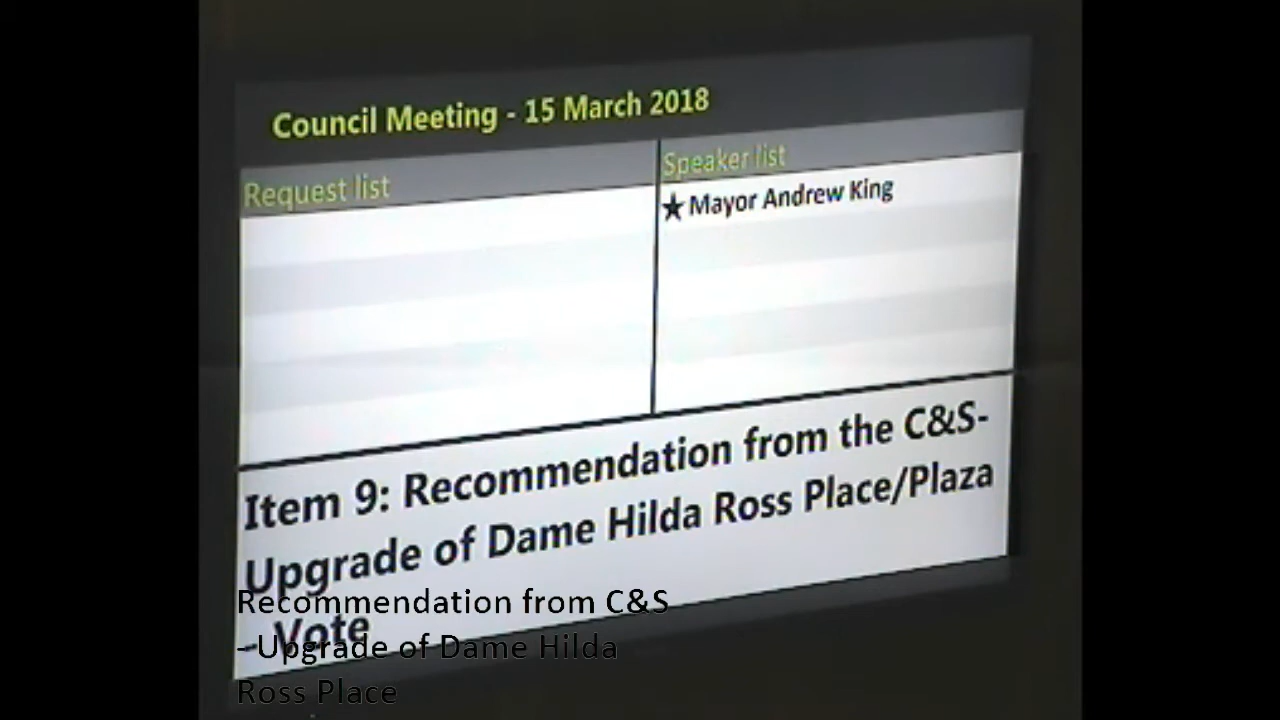 Council Meeting - 15 March 2018
Request list
Speaker list
★ Mayor Andrew King
Item 9: Recommendation from the C&S-
Upgrade of Dame Hilda Ross Place/Plaza
- Vote
Recommendation from C&S
-Upgrade of Dame Hilda
Ross Place